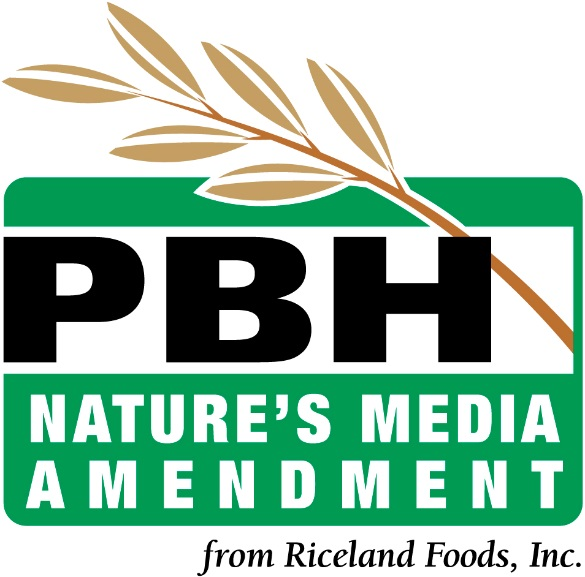 PBH
NATURE'S MEDIA
AMENDMENT
from Riceland Foods, Inc.